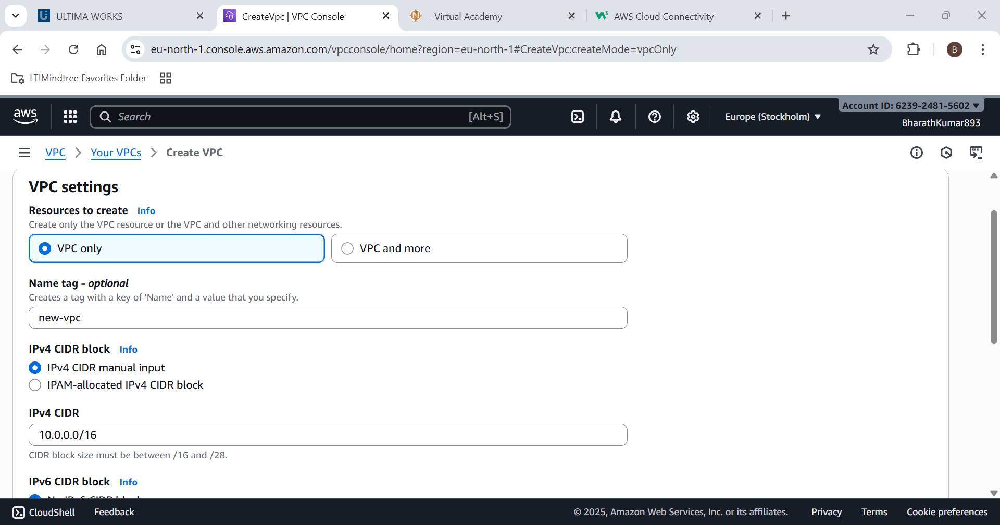 ULTIMA WORKS
CreateVpc | VPC Console
- Virtual Academy
AWS Cloud Connectivity
eu-north-1.console.aws.amazon.com/vpcconsole/home?region=eu-north-1#CreateVpc:createMode=vpcOnly
B
LTIMindtree Favorites Folder
aws
Search
[Alt+S]
Europe (Stockholm)
Account ID: 6239-2481-5602
BharathKumar893
VPC
Your VPCs
Create VPC
VPC settings
Resources to create Info
Create only the VPC resource or the VPC and other networking resources.
VPC only
VPC and more
Name tag - optional
Creates a tag with a key of 'Name' and a value that you specify.
new-vpc
IPv4 CIDR block Info
IPv4 CIDR manual input
IPAM-allocated IPv4 CIDR block
IPv4 CIDR
10.0.0.0/16
CIDR block size must be between /16 and /28.
IPv6 CIDR block Info
No IPv6 CIDR block
CloudShell
Feedback
© 2025, Amazon Web Services, Inc. or its affiliates.
Privacy
Terms
Cookie preferences